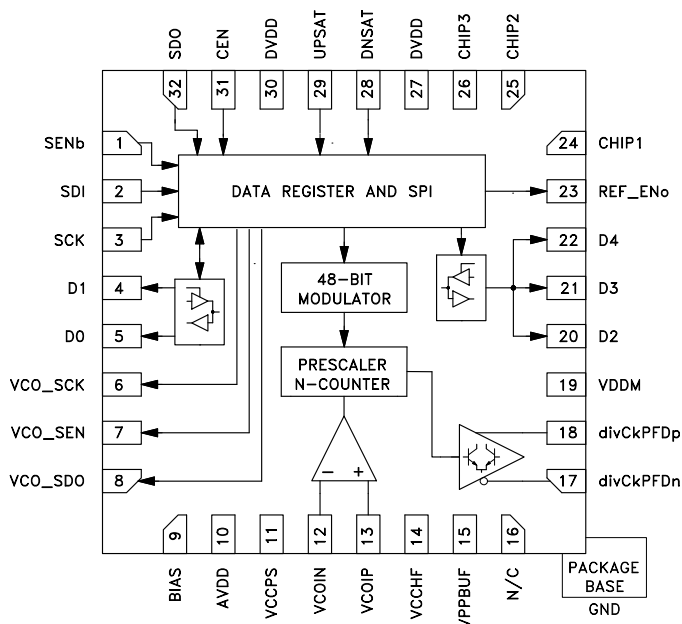 SDO CEN DVDD UPSAT DNSAT DVDD CHIP3 CHIP2
32 31 30 29 28 27 26 25
SENb 1
24 CHIP1
SDI 2
DATA REGISTER AND SPI
23 REF_ENo
SCK 3
22 D4
48-BIT
MODULATOR
D1 4
21 D3
D0 5
20 D2
PRESCALER
N-COUNTER
VCO_SCK 6
19 VDDM
VCO_SEN 7
18 divCkPFDp
VCO_SDO 8
17 divCkPFDn
− +
9 10 11 12 13 14 15 16
BIAS AVDD VCCPS VCOIN VCOIP VCCHF VPPBUF N/C
PACKAGE
BASE
GND